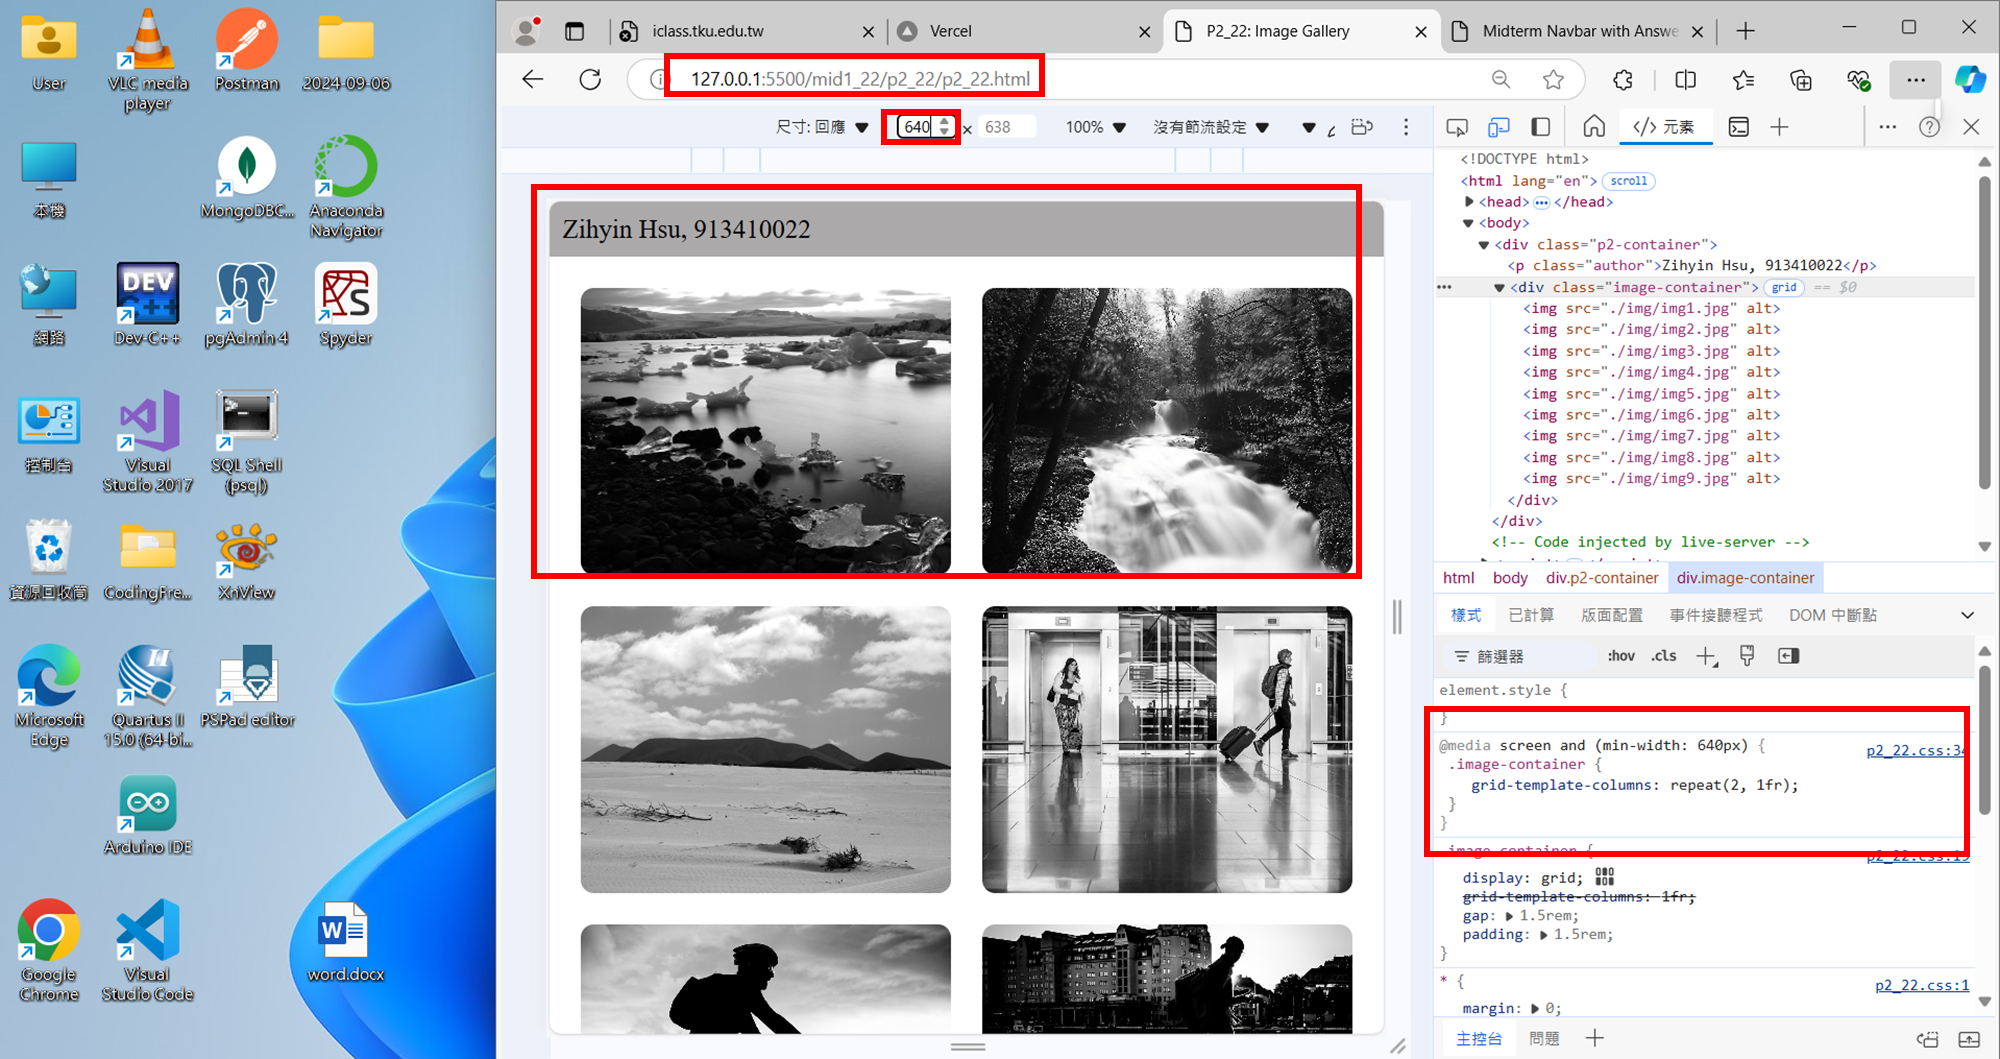 User
VLC media player
Postman
2024-09-06
本機
MongoDBC...
Anaconda Navigator
網路
Dev-C++
pgAdmin 4
Spyder
控制台
Visual Studio 2017
SQL Shell (psql)
資源回收筒
CodingFre...
XnView
Microsoft Edge
Quartus II 15.0 (64-bi...
PSPad editor
Arduino IDE
Google Chrome
Visual Studio Code
word.docx
iclass.tku.edu.tw
Vercel
P2_22: Image Gallery
Midterm Navbar with Answe
127.0.0.1:5500/mid1_22/p2_22/p2_22.html
尺寸: 回應 640 × 638 100% 沒有節流設定
Zihyin Hsu, 913410022
</> 元素
<!DOCTYPE html>
<html lang="en"> scroll
<head> ••• </head>
<body>
<div class="p2-container">
<p class="author">Zihyin Hsu, 913410022</p>
<div class="image-container"> grid == $0
<img src="./img/img1.jpg" alt>
<img src="./img/img2.jpg" alt>
<img src="./img/img3.jpg" alt>
<img src="./img/img4.jpg" alt>
<img src="./img/img5.jpg" alt>
<img src="./img/img6.jpg" alt>
<img src="./img/img7.jpg" alt>
<img src="./img/img8.jpg" alt>
<img src="./img/img9.jpg" alt>
</div>
</div>
<!-- Code injected by live-server -->
html body div.p2-container div.image-container
樣式 已計算 版面配置 事件接聽程式 DOM 中斷點
篩選器 :hov .cls
element.style {
}
@media screen and (min-width: 640px) {
.image-container { p2_22.css:34
grid-template-columns: repeat(2, 1fr);
}
}
.image-container { p2_22.css:19
display: grid;
grid-template-columns: 1fr;
gap: 1.5rem;
padding: 1.5rem;
}
* { p2_22.css:1
margin: 0;
主控台 問題